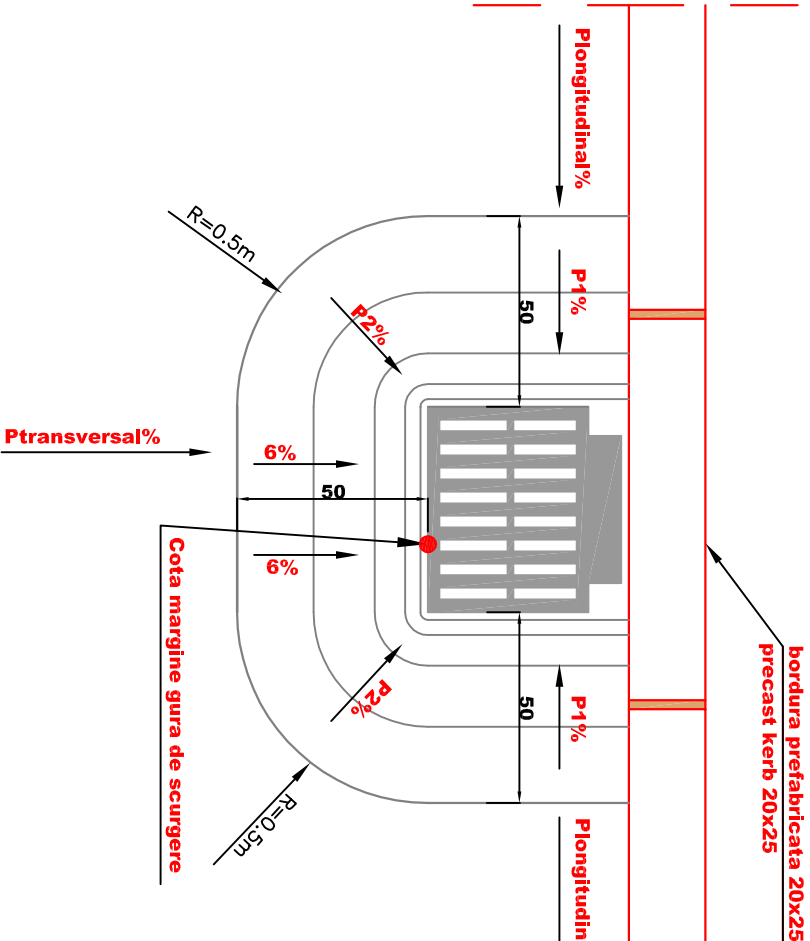 Plongitudinal%
R=0.5m
P1%
50
P2%
Ptransversal%
6%
50
6%
Cota margine gura de scurgere
P2%
50
P1%
R=0.5m
Plongitudin
bordura prefabricata 20x25
precast kerb 20x25